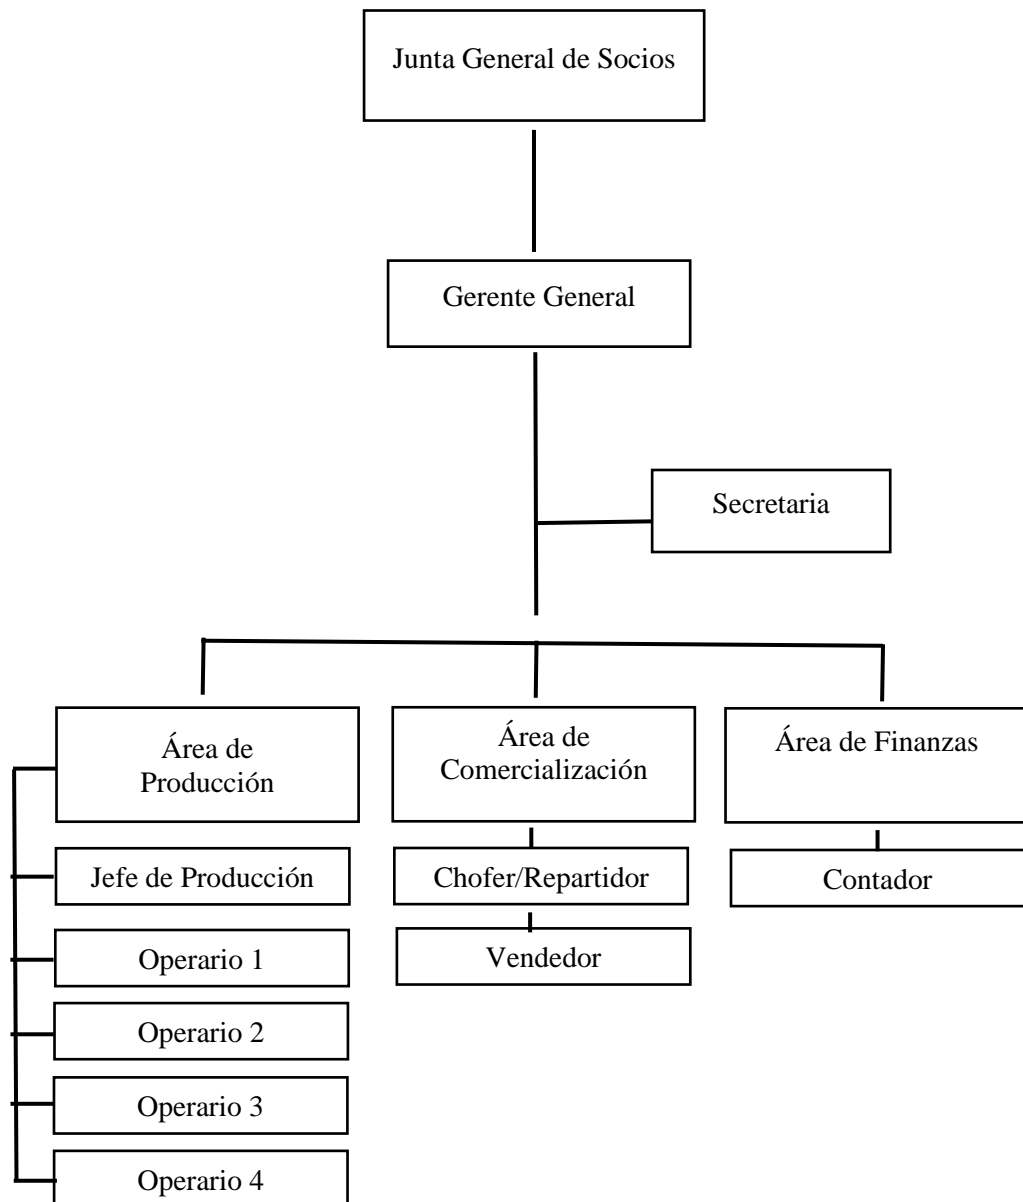 Junta General de Socios
Gerente General
Secretaria
Área de
Producción
Área de
Comercialización
Área de Finanzas
Jefe de Producción
Chofer/Repartidor
Contador
Operario 1
Vendedor
Operario 2
Operario 3
Operario 4